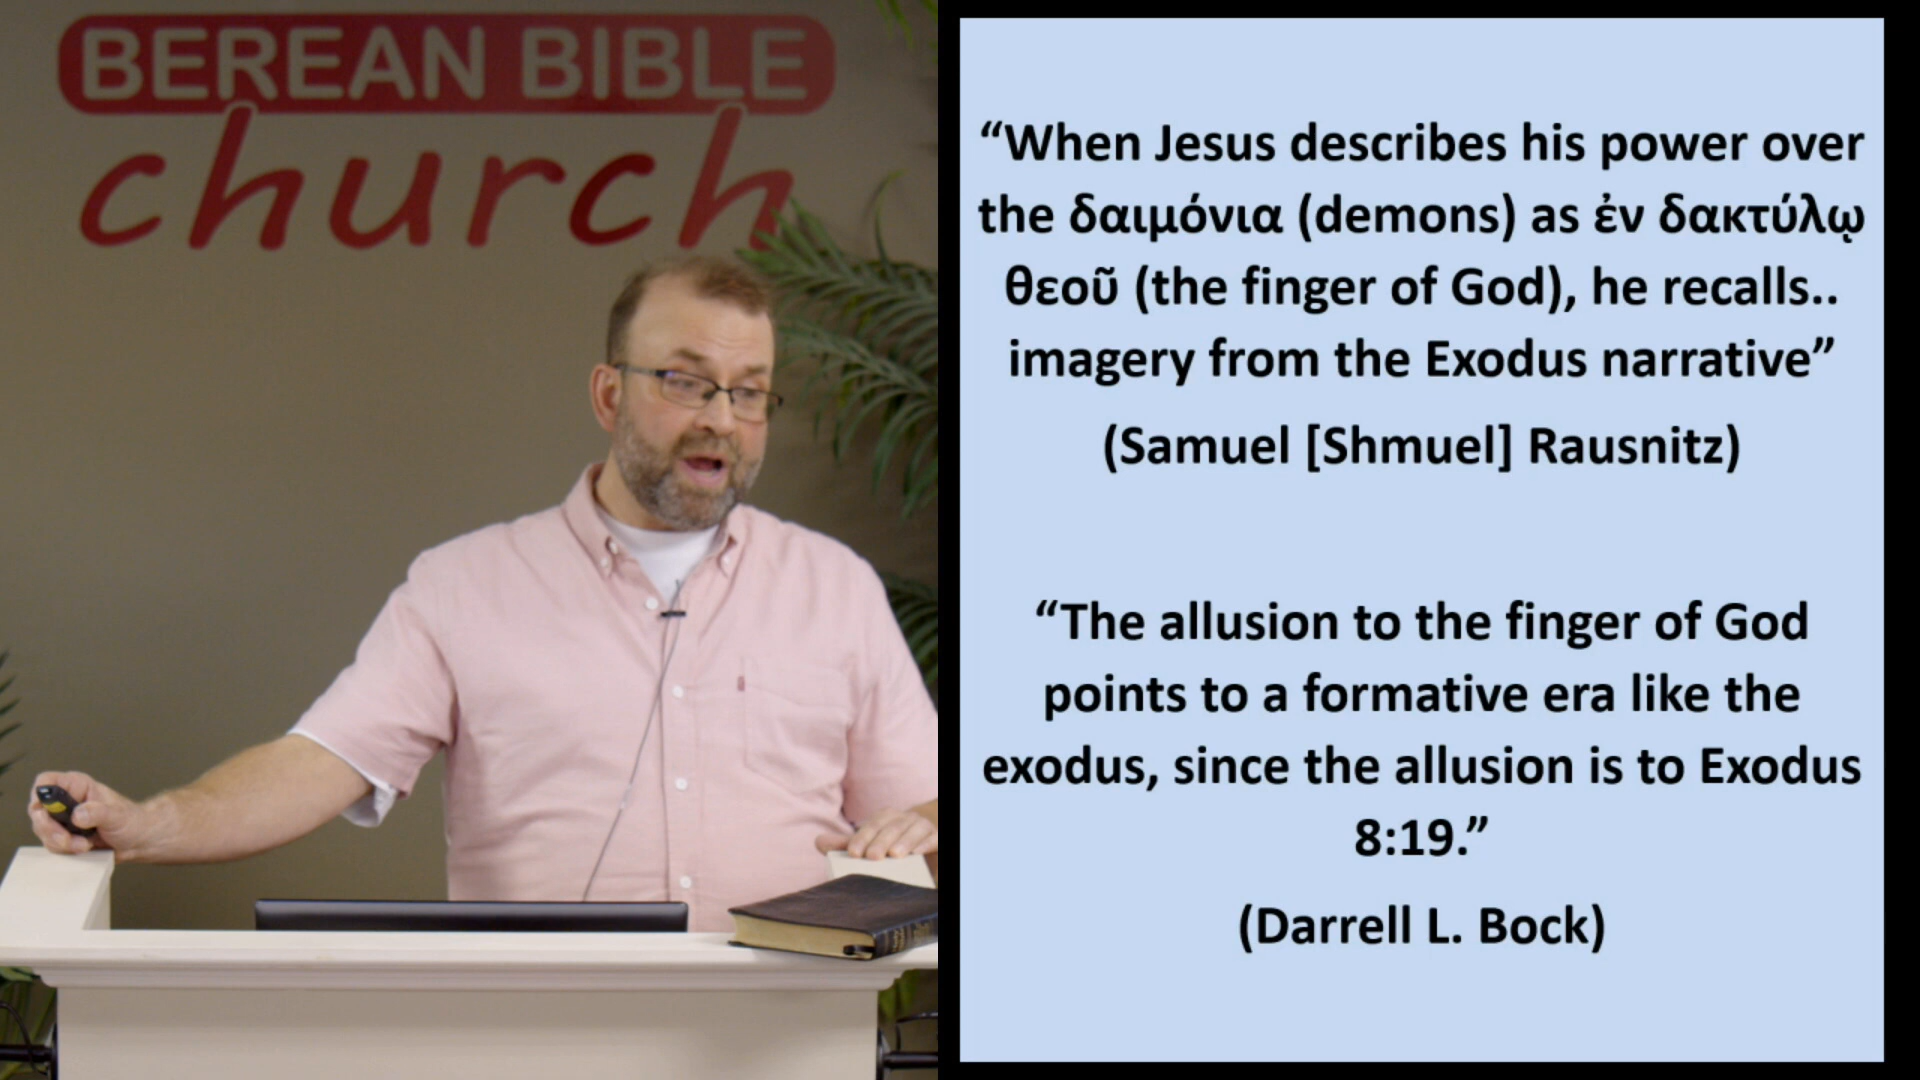 BEREAN BIBLE
church
“When Jesus describes his power over
the δαιμόνια (demons) as ἐν δακτύλῳ
θεοῦ (the finger of God), he recalls..
imagery from the Exodus narrative”
(Samuel [Shmuel] Rausnitz)
“The allusion to the finger of God
points to a formative era like the
exodus, since the allusion is to Exodus
8:19.”
(Darrell L. Bock)